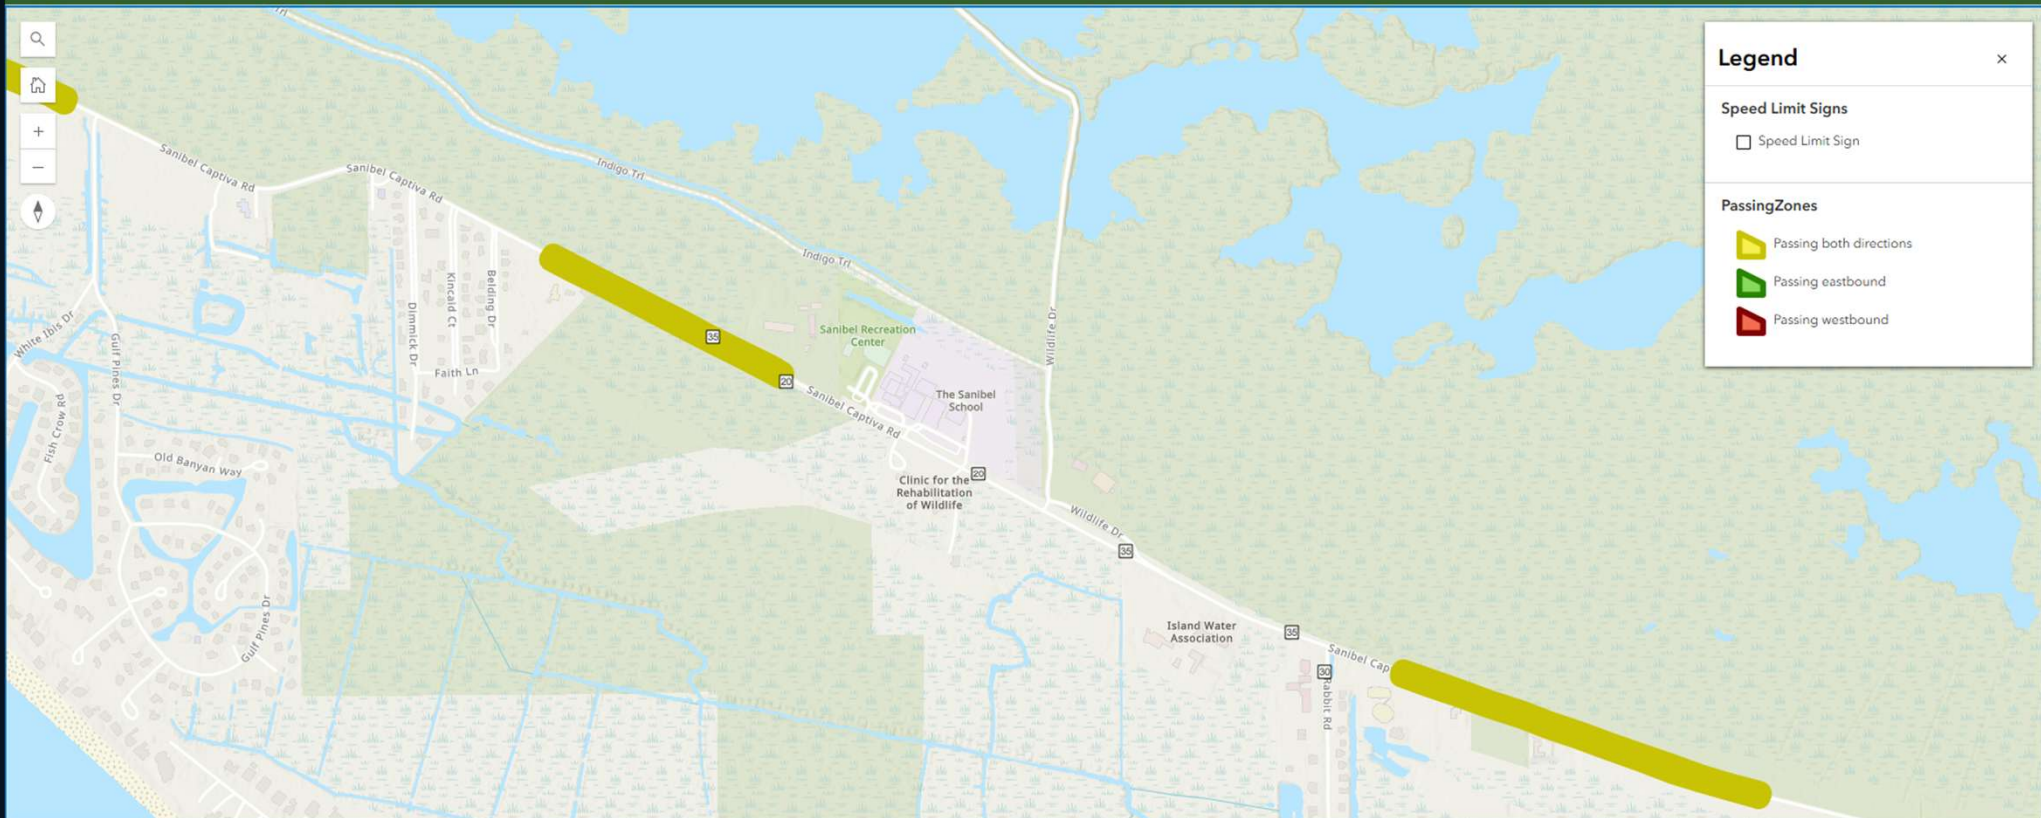 Trl
Sanibel Captiva Rd
Sanibel Captiva Rd
Indigo Trl
Indigo Trl
Wildlife Dr
Dimmick Dr
Kincaid Ct
Belding Dr
Faith Ln
White Ibis Dr
Gulf Pines Dr
Fish Crow Rd
Old Banyan Way
Gulf Pines Dr
35
20
Sanibel Recreation
Center
The Sanibel
School
Sanibel Captiva Rd
20
Clinic for the
Rehabilitation
of Wildlife
Wildlife Dr
35
Island Water
Association
35
Sanibel Cap
30
Rabbit Rd
Legend
×
Speed Limit Signs
Speed Limit Sign
PassingZones
Passing both directions
Passing eastbound
Passing westbound
+
−